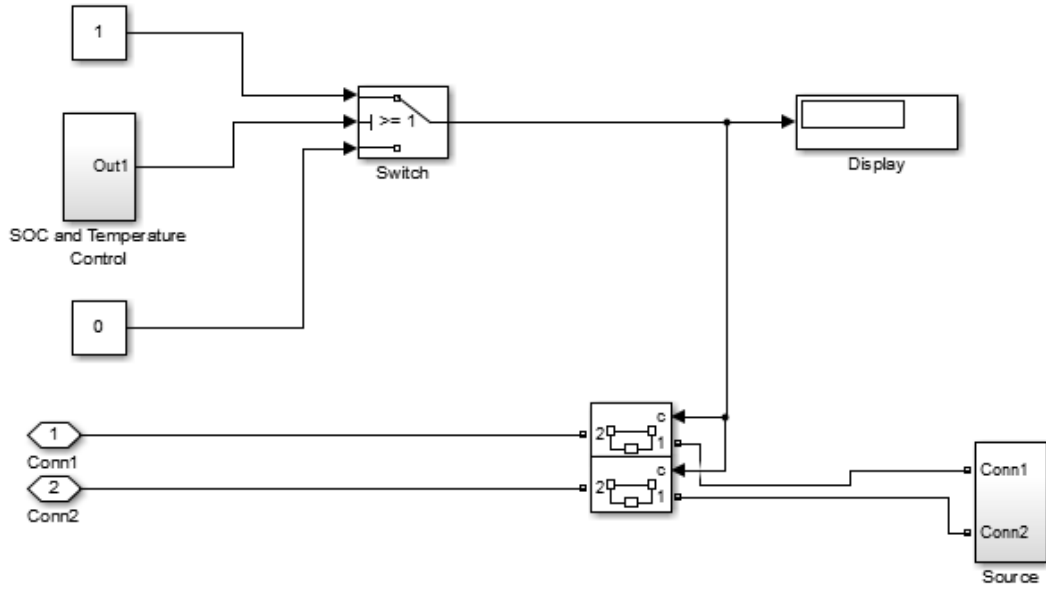 1
Out1
SOC and Temperature
Control
0
>= 1
Switch
Display
1
Conn1
2
Conn2
c
2
1
c
2
1
Conn1
Conn2
Source